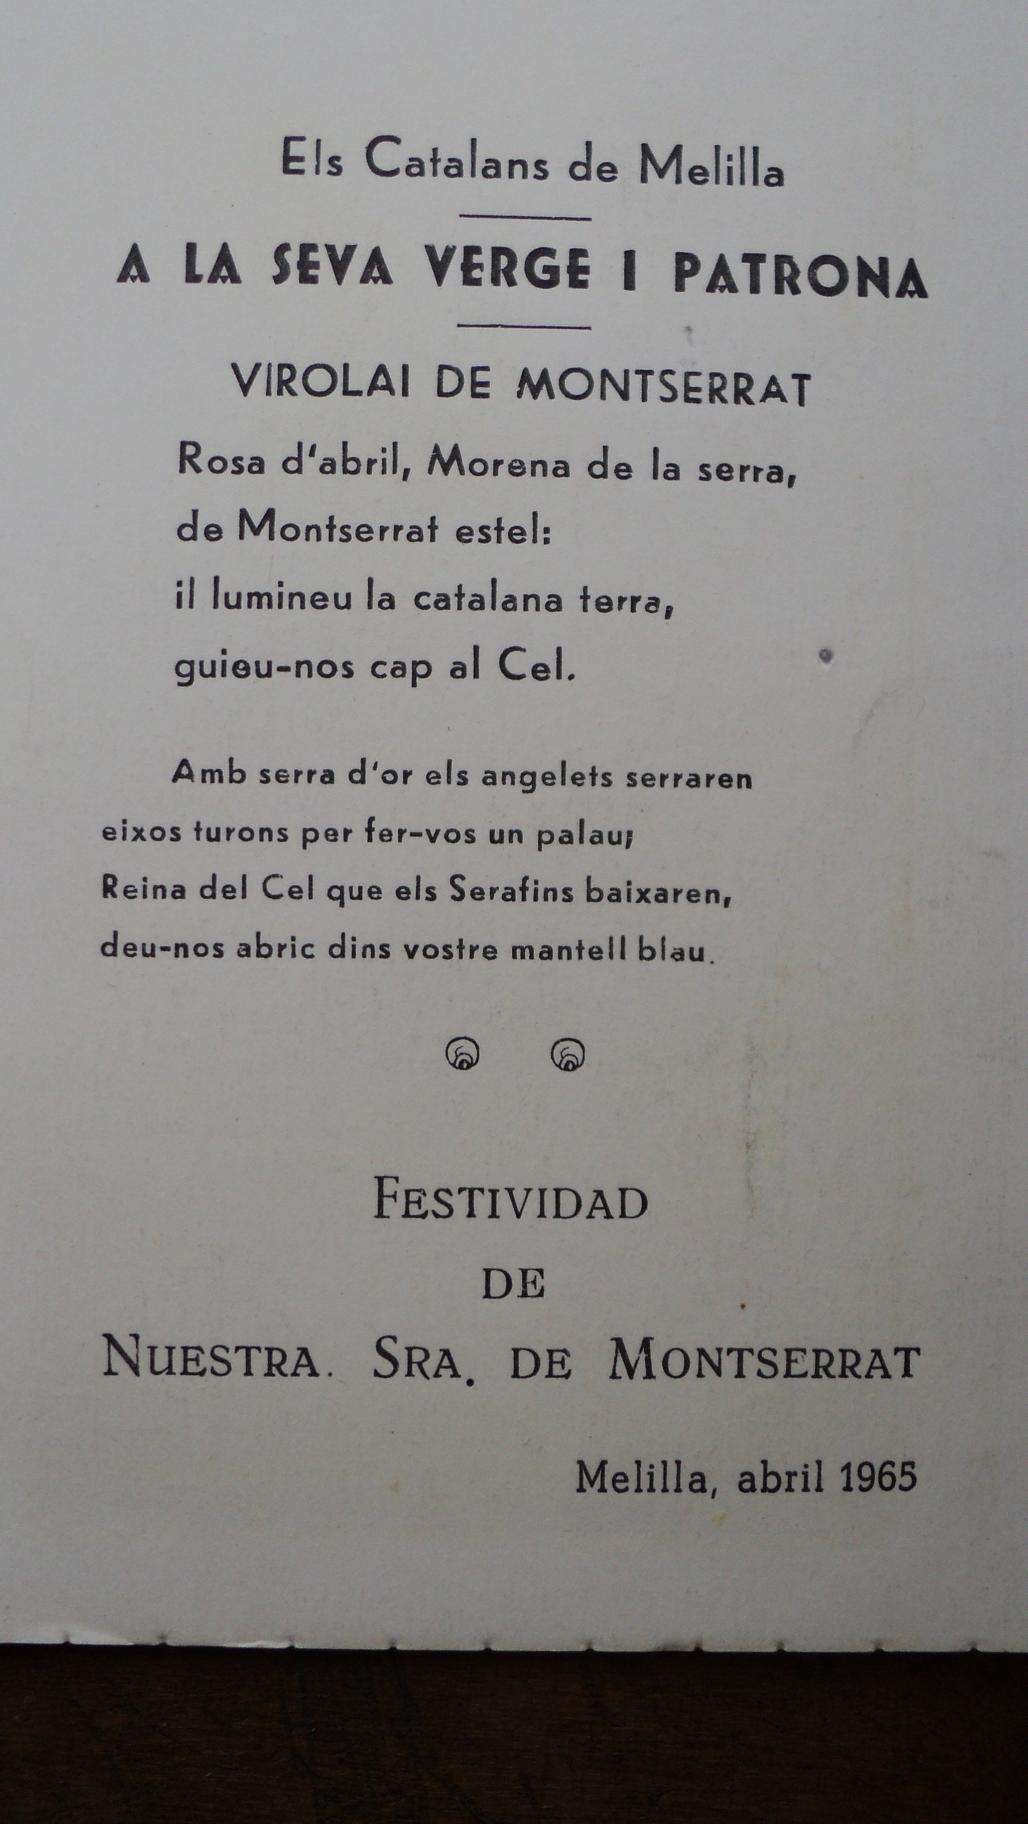 Els Catalans de Melilla
A LA SEVA VERGE I PATRONA
VIROLAI DE MONTSERRAT
Rosa d'abril, Morena de la serra,
de Montserrat estel:
il lumineu la catalana terra,
guieu-nos cap al Cel.
Amb serra d'or els angelets serraren
eixos turons per fer-vos un palau;
Reina del Cel que els Serafins baixaren,
deu-nos abric dins vostre mantell blau.
FESTIVIDAD
DE
NUESTRA. SRA. DE MONTSERRAT
Melilla, abril 1965